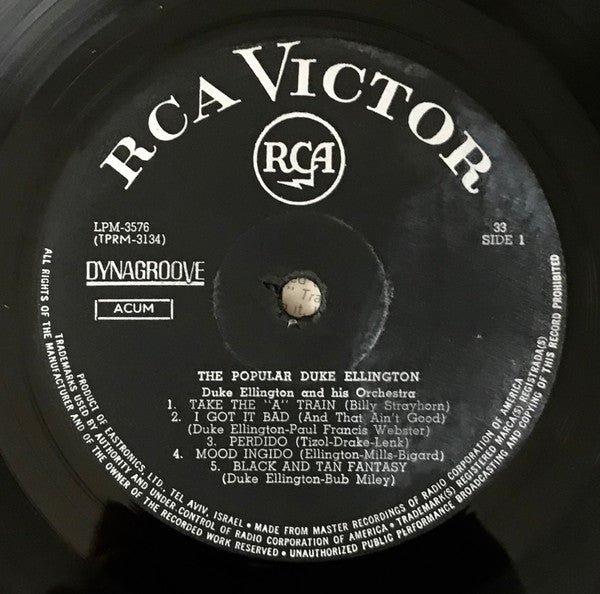 RCA VICTOR
RCA
LPM-3576
(TPRM-3134)
33
SIDE 1
DYNAGROOVE
ACUM
THE POPULAR DUKE ELLINGTON
Duke Ellington and his Orchestra
1. TAKE THE "A" TRAIN (Billy Strayhorn)
2. I GOT IT BAD (And That Ain't Good)
(Duke Ellington-Paul Francis Webster)
3. PERDIDO (Tizol-Drake-Lenk)
4. MOOD INGIDO (Ellington-Mills-Bigard)
5. BLACK AND TAN FANTASY
(Duke Ellington-Bub Miley)
PRODUCT OF EASTRONICS, LTD. TEL AVIV, ISRAEL • MADE FROM MASTER RECORDINGS OF RADIO CORPORATION OF AMERICA
TRADEMARKS USED BY AUTHORITY AND UNDER CONTROL OF RADIO CORPORATION OF AMERICA • TRADEMARK(S) REGISTERED MARCA(S) REGISTRADA(S)
ALL RIGHTS OF THE MANUFACTURER AND OF THE OWNER OF THE RECORDED WORK RESERVED • UNAUTHORIZED PUBLIC PERFORMANCE BROADCASTING AND COPYING OF THIS RECORD PROHIBITED